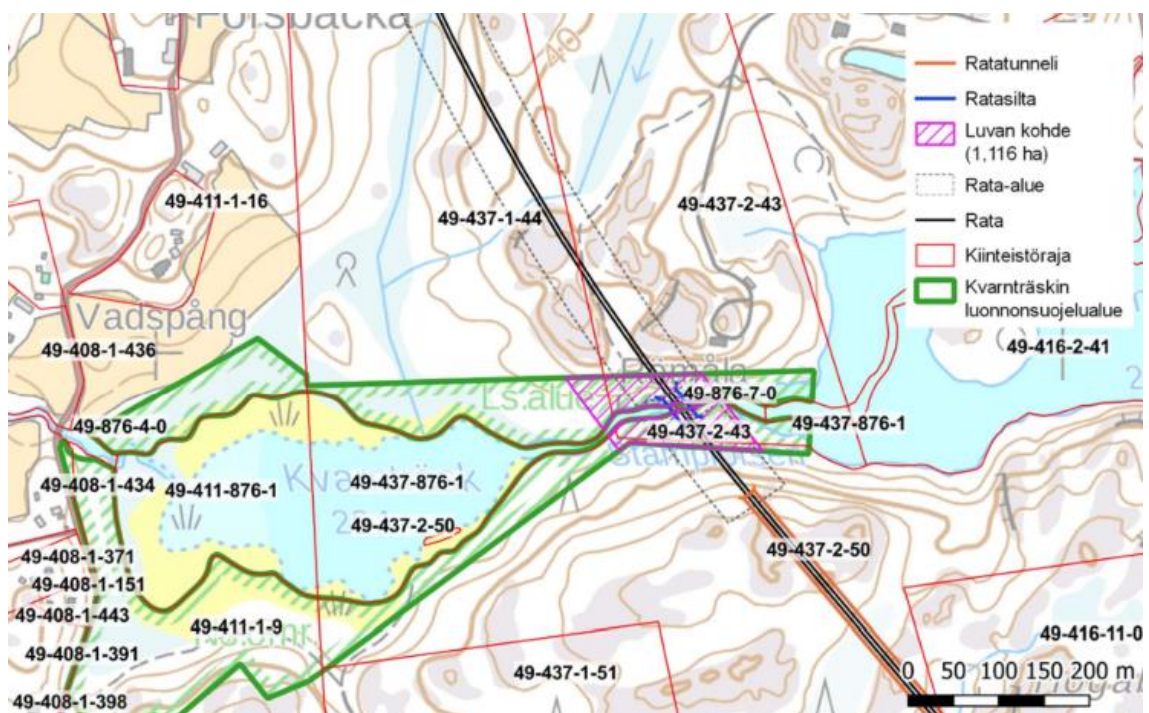 Forsbacka
40
Ratatunneli
Ratasilta
Luvan kohde
(1,116 ha)
Rata-alue
Rata
Kiinteistöraja
Kvarnträskin
luonnonsuojelualue
49-411-1-16
49-437-1-44
49-437-2-43
Vadspång
49-408-1-436
49-416-2-41
Ls.alue
49-876-7-0
49-876-4-0
49-437-2-43
49-437-876-1
49-408-1-434
49-411-876-1
49-437-876-1
49-437-2-50
49-437-2-50
49-408-1-371
49-408-1-151
49-408-1-443
49-411-1-9
49-408-1-391
49-416-11-0
49-437-1-51
49-408-1-398
0 50 100 150 200 m